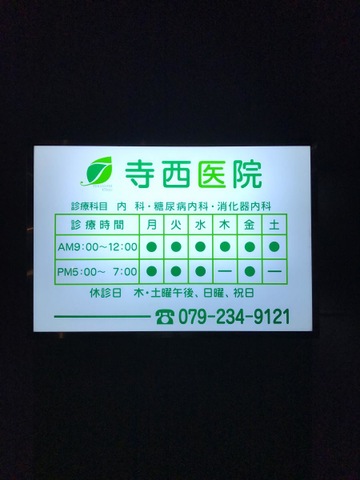 寺西医院
診療科目 内 科・糖尿病内科・消化器内科
診 療 時 間 月 火 水 木 金 土
AM9:00〜12:00 ● ● ● ● ● ●
PM5:00〜 7:00 ● ● ● — ● —
休診日 木・土曜午後、日曜、祝日
☎079-234-9121